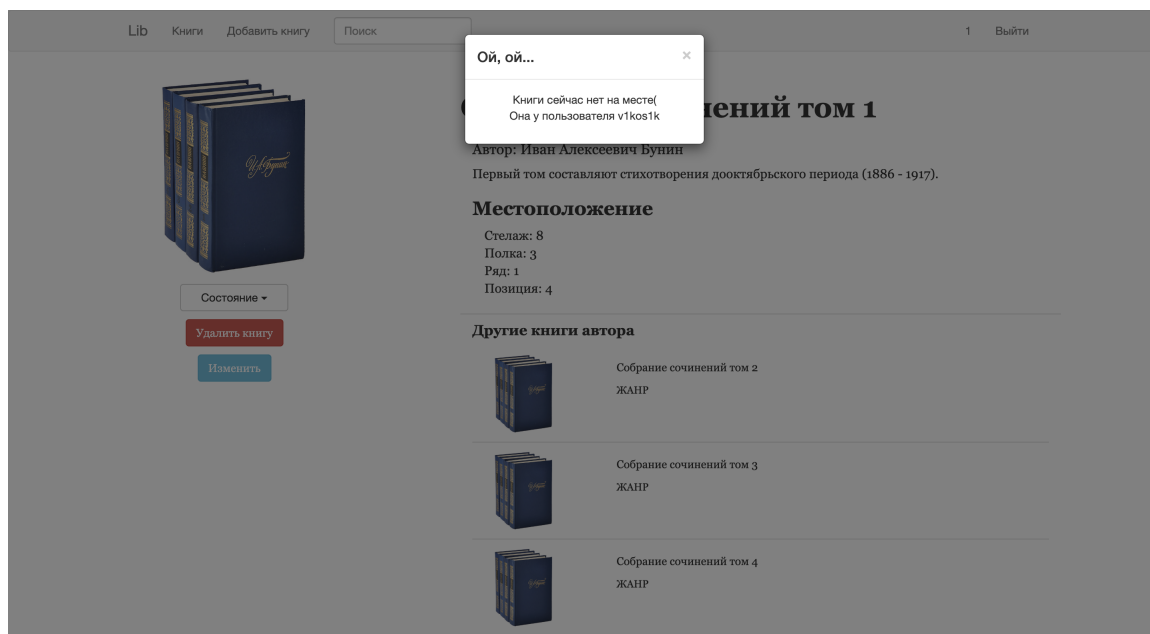 Lib Книги Добавить книгу Поиск 1 Выйти
Ой, ой... ×
Книги сейчас нет на месте(
Она у пользователя v1kos1k
нений том 1
Автор: Иван Алексеевич Бунин
Первый том составляют стихотворения дооктябрьского периода (1886 - 1917).
Местоположение
Стелаж: 8
Полка: 3
Ряд: 1
Позиция: 4
Состояние
Удалить книгу
Изменить
Другие книги автора
Собрание сочинений том 2
ЖАНР
Собрание сочинений том 3
ЖАНР
Собрание сочинений том 4
ЖАНР